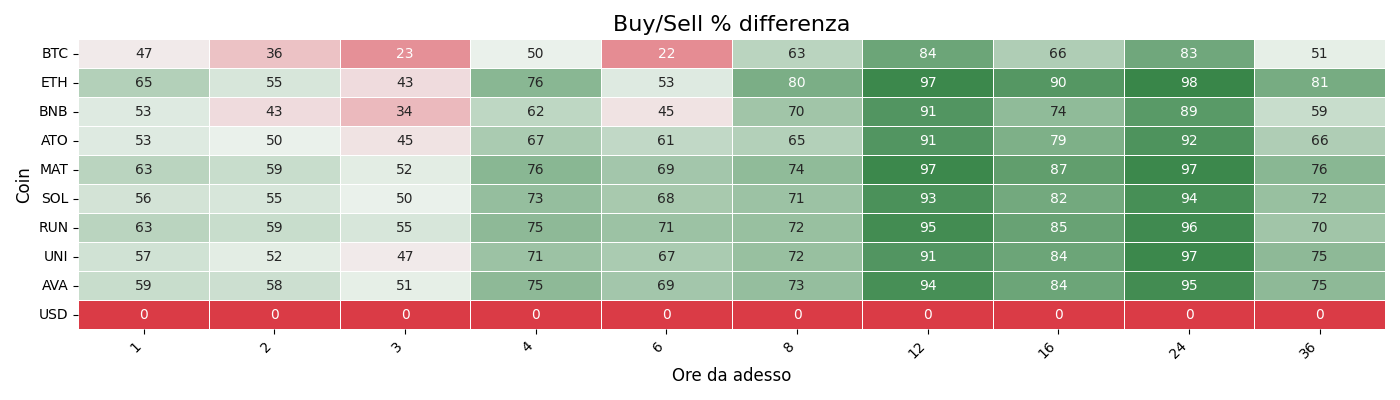 Buy/Sell % differenza
BTC 47 36 23 50 22 63 84 66 83 51
ETH 65 55 43 76 53 80 97 90 98 81
BNB 53 43 34 62 45 70 91 74 89 59
ATO 53 50 45 67 61 65 91 79 92 66
MAT 63 59 52 76 69 74 97 87 97 76
SOL 56 55 50 73 68 71 93 82 94 72
RUN 63 59 55 75 71 72 95 85 96 70
UNI 57 52 47 71 67 72 91 84 97 75
AVA 59 58 51 75 69 73 94 84 95 75
USD 0 0 0 0 0 0 0 0 0 0
Coin
1 2 3 4 6 8 12 16 24 36
Ore da adesso